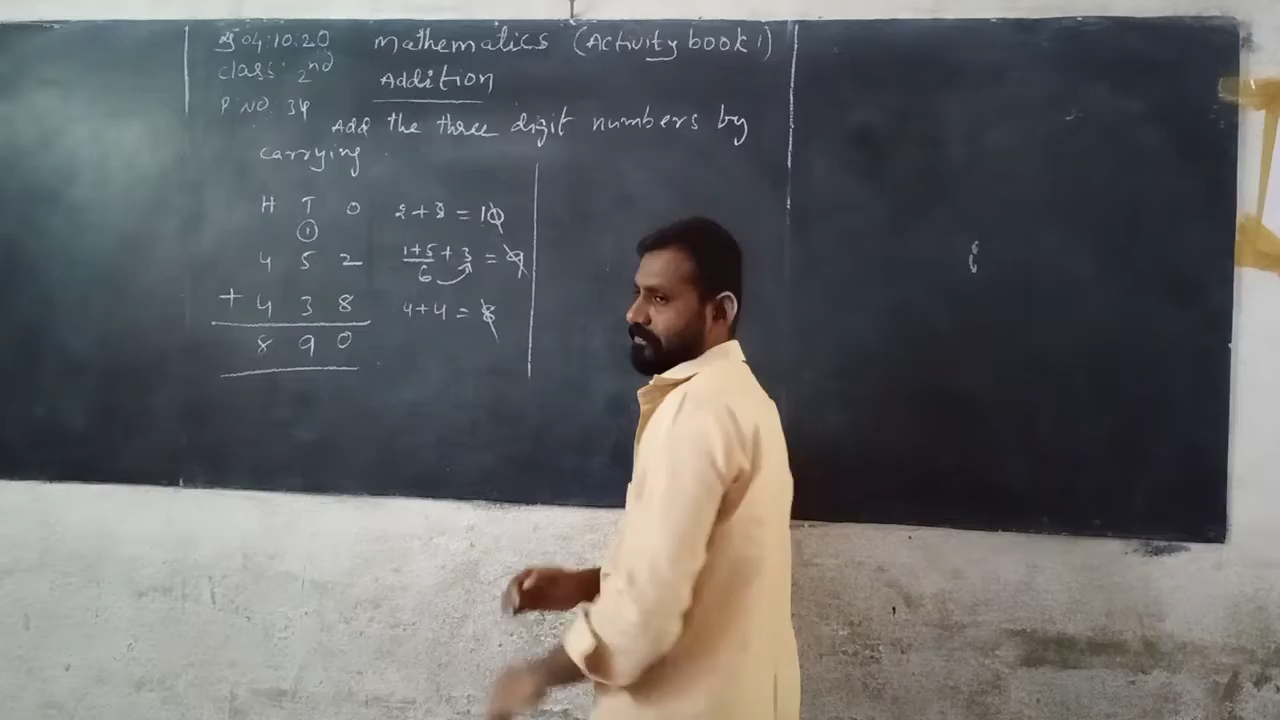 04.10.20 Mathematics (Activity book 1)
Class: 2nd Addition
P NO. 34
Add the three digit numbers by
carrying
H T O 2+8 = 10
1
4 5 2 1+5+3 = 9
6
+ 4 3 8 4+4 = 8
8 9 0